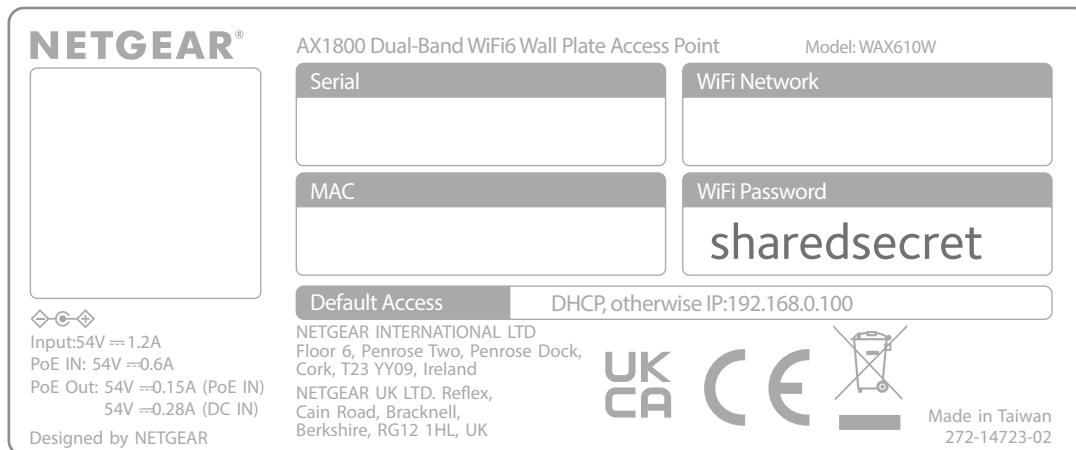 NETGEAR®
AX1800 Dual-Band WiFi6 Wall Plate Access Point
Model: WAX610W
Serial
WiFi Network
MAC
WiFi Password
sharedsecret
Default Access
DHCP, otherwise IP:192.168.0.100
Input:54V ⎓ 1.2A
PoE IN: 54V ⎓0.6A
PoE Out: 54V ⎓0.15A (PoE IN)
54V ⎓0.28A (DC IN)
Designed by NETGEAR
NETGEAR INTERNATIONAL LTD
Floor 6, Penrose Two, Penrose Dock,
Cork, T23 YY09, Ireland
NETGEAR UK LTD. Reflex,
Cain Road, Bracknell,
Berkshire, RG12 1HL, UK
UK
CA
CE
Made in Taiwan
272-14723-02